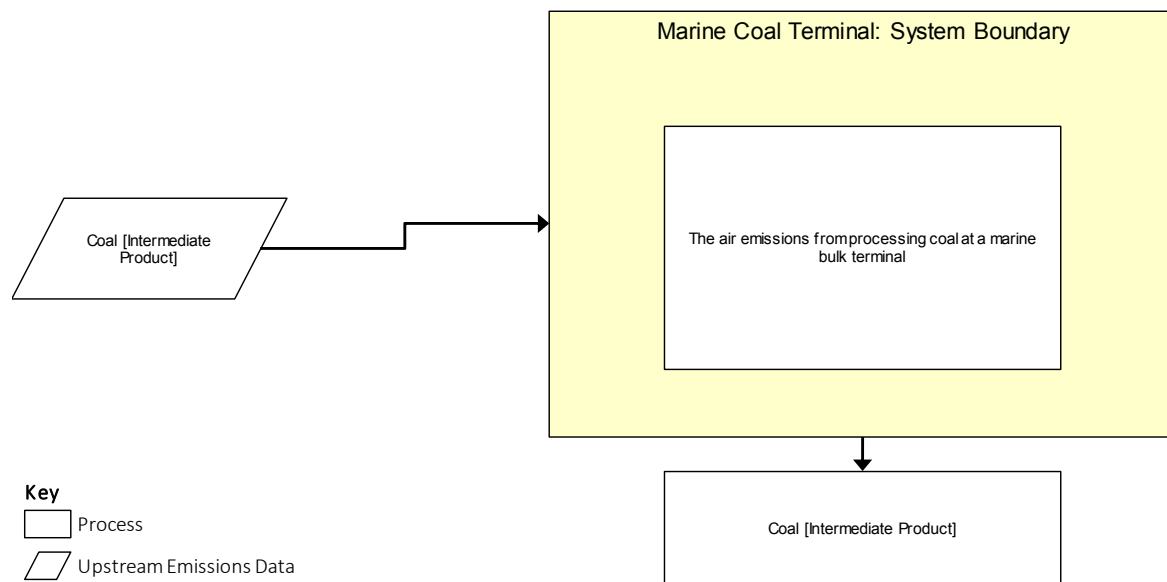 Marine Coal Terminal: System Boundary
Coal [Intermediate
Product]
The air emissions from processing coal at a marine
bulk terminal
Coal [Intermediate Product]
Key
Process
Upstream Emissions Data